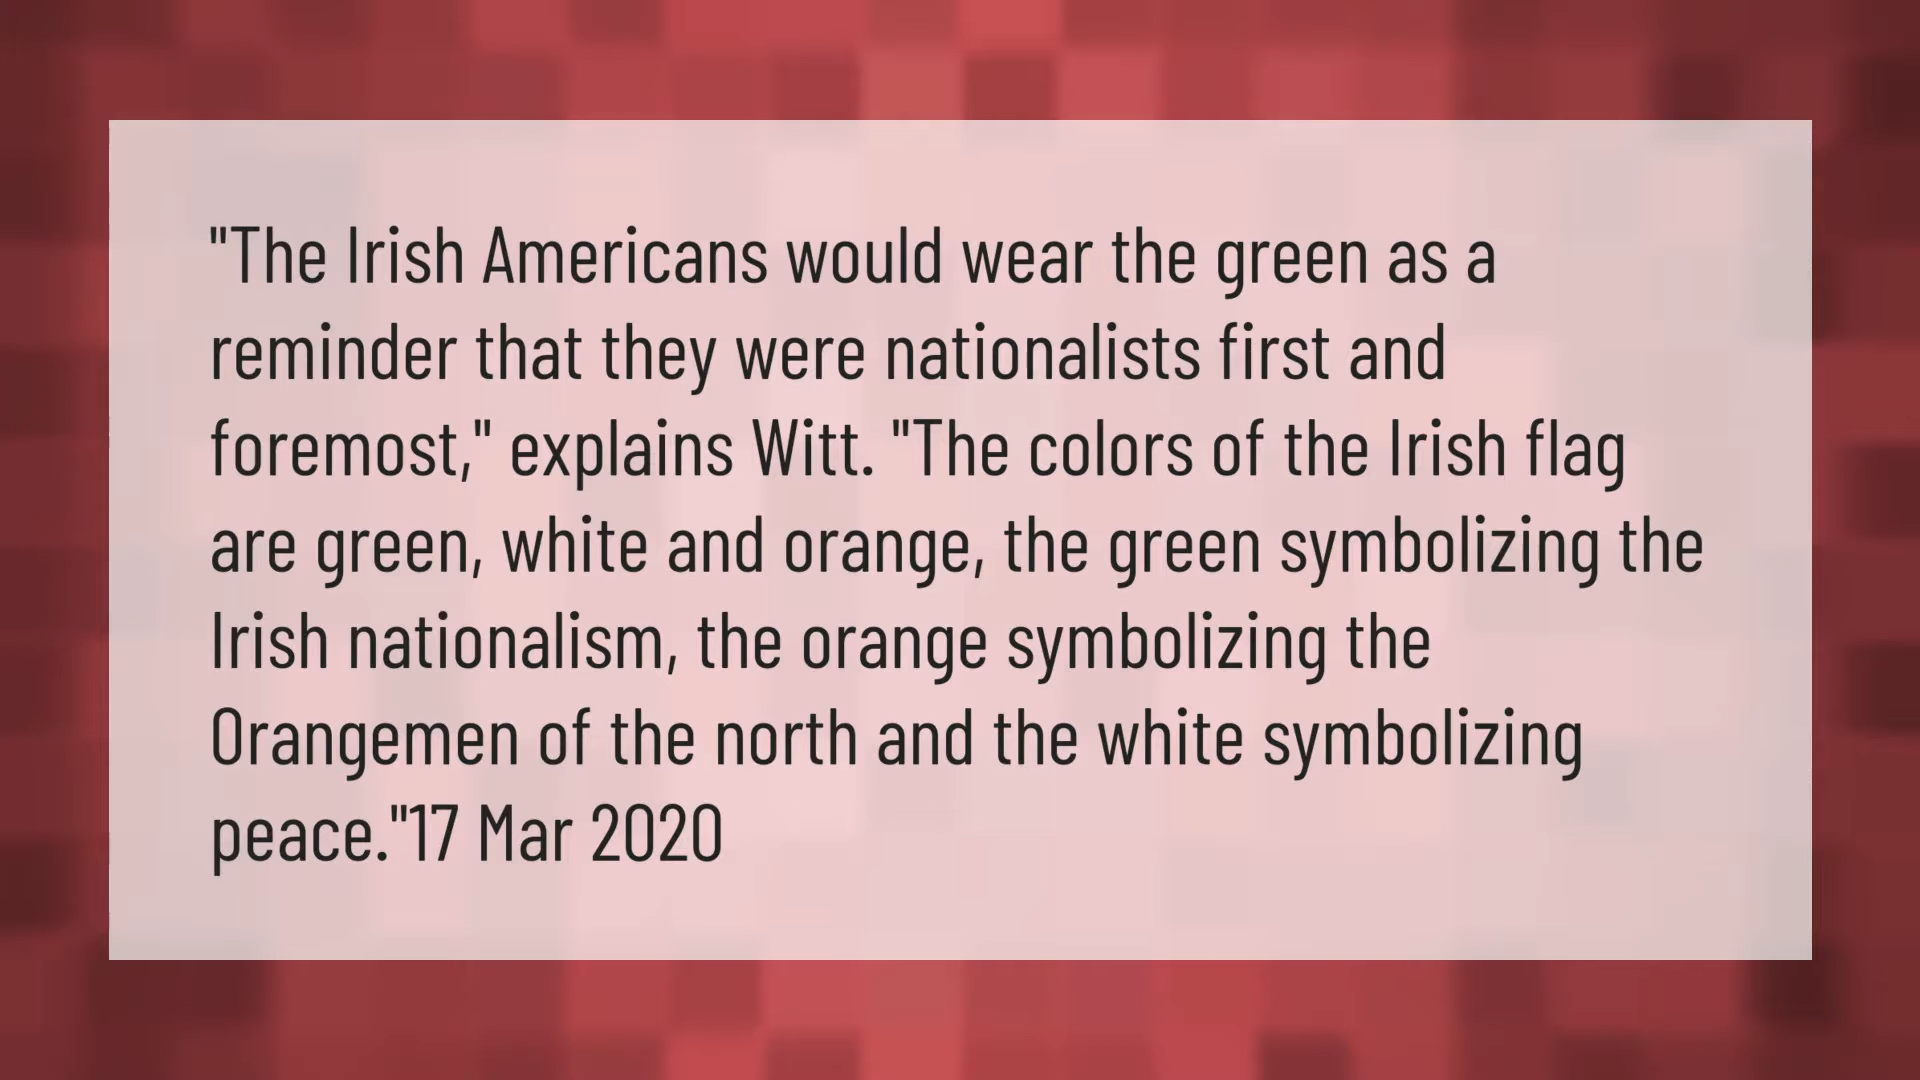 "The Irish Americans would wear the green as a
reminder that they were nationalists first and
foremost," explains Witt. "The colors of the Irish flag
are green, white and orange, the green symbolizing the
Irish nationalism, the orange symbolizing the
Orangemen of the north and the white symbolizing
peace."17 Mar 2020